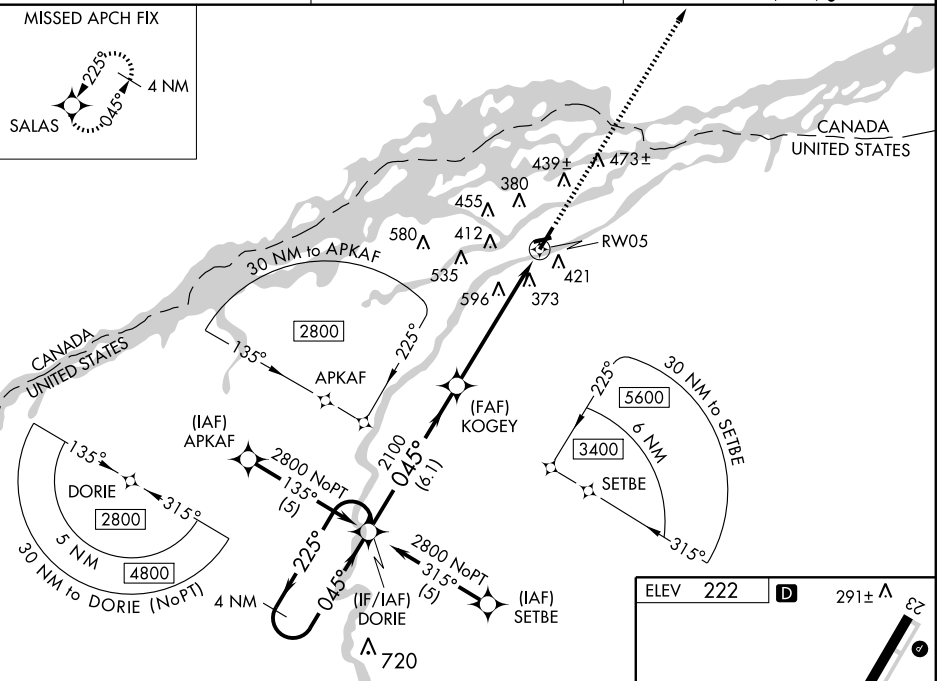 MISSED APCH FIX
225°
4 NM
SALAS
045°
CANADA
UNITED STATES
439±
473±
380
455
580
412
RW05
535
421
596
373
30 NM to APKAF
2800
135°
225°
APKAF
CANADA
UNITED STATES
(FAF)
KOGEY
225°
30 NM to SETBE
5600
6 NM
3400
SETBE
315°
(IAF)
APKAF
2800 NoPT
135°
(5)
2100
045°
(6.1)
135°
DORIE
315°
2800
5 NM
4800
30 NM to DORIE (NoPT)
225°
045°
4 NM
(IF/IAF)
DORIE
2800 NoPT
315°
(5)
(IAF)
SETBE
720
ELEV 222
D
291±
23
P